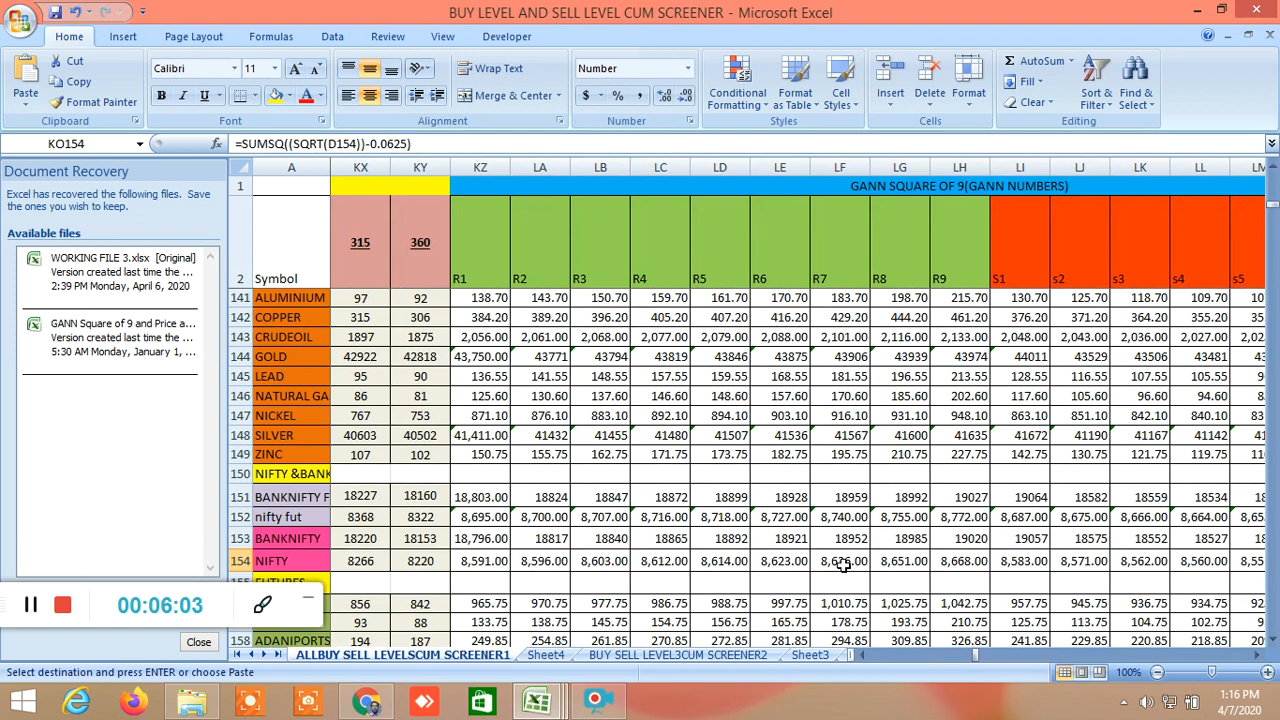 BUY LEVEL AND SELL LEVEL CUM SCREENER - Microsoft Excel
Home Insert Page Layout Formulas Data Review View Developer
Paste Cut Copy Format Painter Clipboard
Calibri 11 A A B I U A Font
Wrap Text Merge & Center Alignment
Number $ % , Number
Conditional Formatting Format as Table Cell Styles Styles
Insert Delete Format Cells
Σ AutoSum Fill Clear Sort & Filter Find & Select Editing
KO154 fx =SUMSQ((SQRT(D154))-0.0625)
Document Recovery
Excel has recovered the following files. Save the ones you wish to keep.
Available files
WORKING FILE 3.xlsx [Original]
Version created last time the ...
2:39 PM Monday, April 6, 2020
GANN Square of 9 and Price a...
Version created last time the ...
5:30 AM Monday, January 1, ...
Close
A KX KY KZ LA LB LC LD LE LF LG LH LI LJ LK LL LM
1 GANN SQUARE OF 9(GANN NUMBERS)
2 Symbol 315 360 R1 R2 R3 R4 R5 R6 R7 R8 R9 S1 s2 s3 s4 s5
141 ALUMINIUM 97 92 138.70 143.70 150.70 159.70 161.70 170.70 183.70 198.70 215.70 130.70 125.70 118.70 109.70 10
142 COPPER 315 306 384.20 389.20 396.20 405.20 407.20 416.20 429.20 444.20 461.20 376.20 371.20 364.20 355.20 35
143 CRUDEOIL 1897 1875 2,056.00 2,061.00 2,068.00 2,077.00 2,079.00 2,088.00 2,101.00 2,116.00 2,133.00 2,048.00 2,043.00 2,036.00 2,027.00 2,02
144 GOLD 42922 42818 43,750.00 43771 43794 43819 43846 43875 43906 43939 43974 44011 43529 43506 43481 43
145 LEAD 95 90 136.55 141.55 148.55 157.55 159.55 168.55 181.55 196.55 213.55 128.55 116.55 107.55 105.55 9
146 NATURAL GA 86 81 125.60 130.60 137.60 146.60 148.60 157.60 170.60 185.60 202.60 117.60 105.60 96.60 94.60 8
147 NICKEL 767 753 871.10 876.10 883.10 892.10 894.10 903.10 916.10 931.10 948.10 863.10 851.10 842.10 840.10 83
148 SILVER 40603 40502 41,411.00 41432 41455 41480 41507 41536 41567 41600 41635 41672 41190 41167 41142 41
149 ZINC 107 102 150.75 155.75 162.75 171.75 173.75 182.75 195.75 210.75 227.75 142.75 130.75 121.75 119.75 11
150 NIFTY &BANK
151 BANKNIFTY F 18227 18160 18,803.00 18824 18847 18872 18899 18928 18959 18992 19027 19064 18582 18559 18534 18
152 nifty fut 8368 8322 8,695.00 8,700.00 8,707.00 8,716.00 8,718.00 8,727.00 8,740.00 8,755.00 8,772.00 8,687.00 8,675.00 8,666.00 8,664.00 8,65
153 BANKNIFTY 18220 18153 18,796.00 18817 18840 18865 18892 18921 18952 18985 19020 19057 18575 18552 18527 18
154 NIFTY 8266 8220 8,591.00 8,596.00 8,603.00 8,612.00 8,614.00 8,623.00 8,636.00 8,651.00 8,668.00 8,583.00 8,571.00 8,562.00 8,560.00 8,55
155 FUTURES
856 842 965.75 970.75 977.75 986.75 988.75 997.75 1,010.75 1,025.75 1,042.75 957.75 945.75 936.75 934.75 92
93 88 133.75 138.75 145.75 154.75 156.75 165.75 178.75 193.75 210.75 125.75 113.75 104.75 102.75 9
158 ADANIPORTS 194 187 249.85 254.85 261.85 270.85 272.85 281.85 294.85 309.85 326.85 241.85 229.85 220.85 218.85 20
00:06:03
ALLBUY SELL LEVELSCUM SCREENER1 Sheet4 BUY SELL LEVEL3CUM SCREENER2 Sheet3
Select destination and press ENTER or choose Paste 100%
1:16 PM
4/7/2020